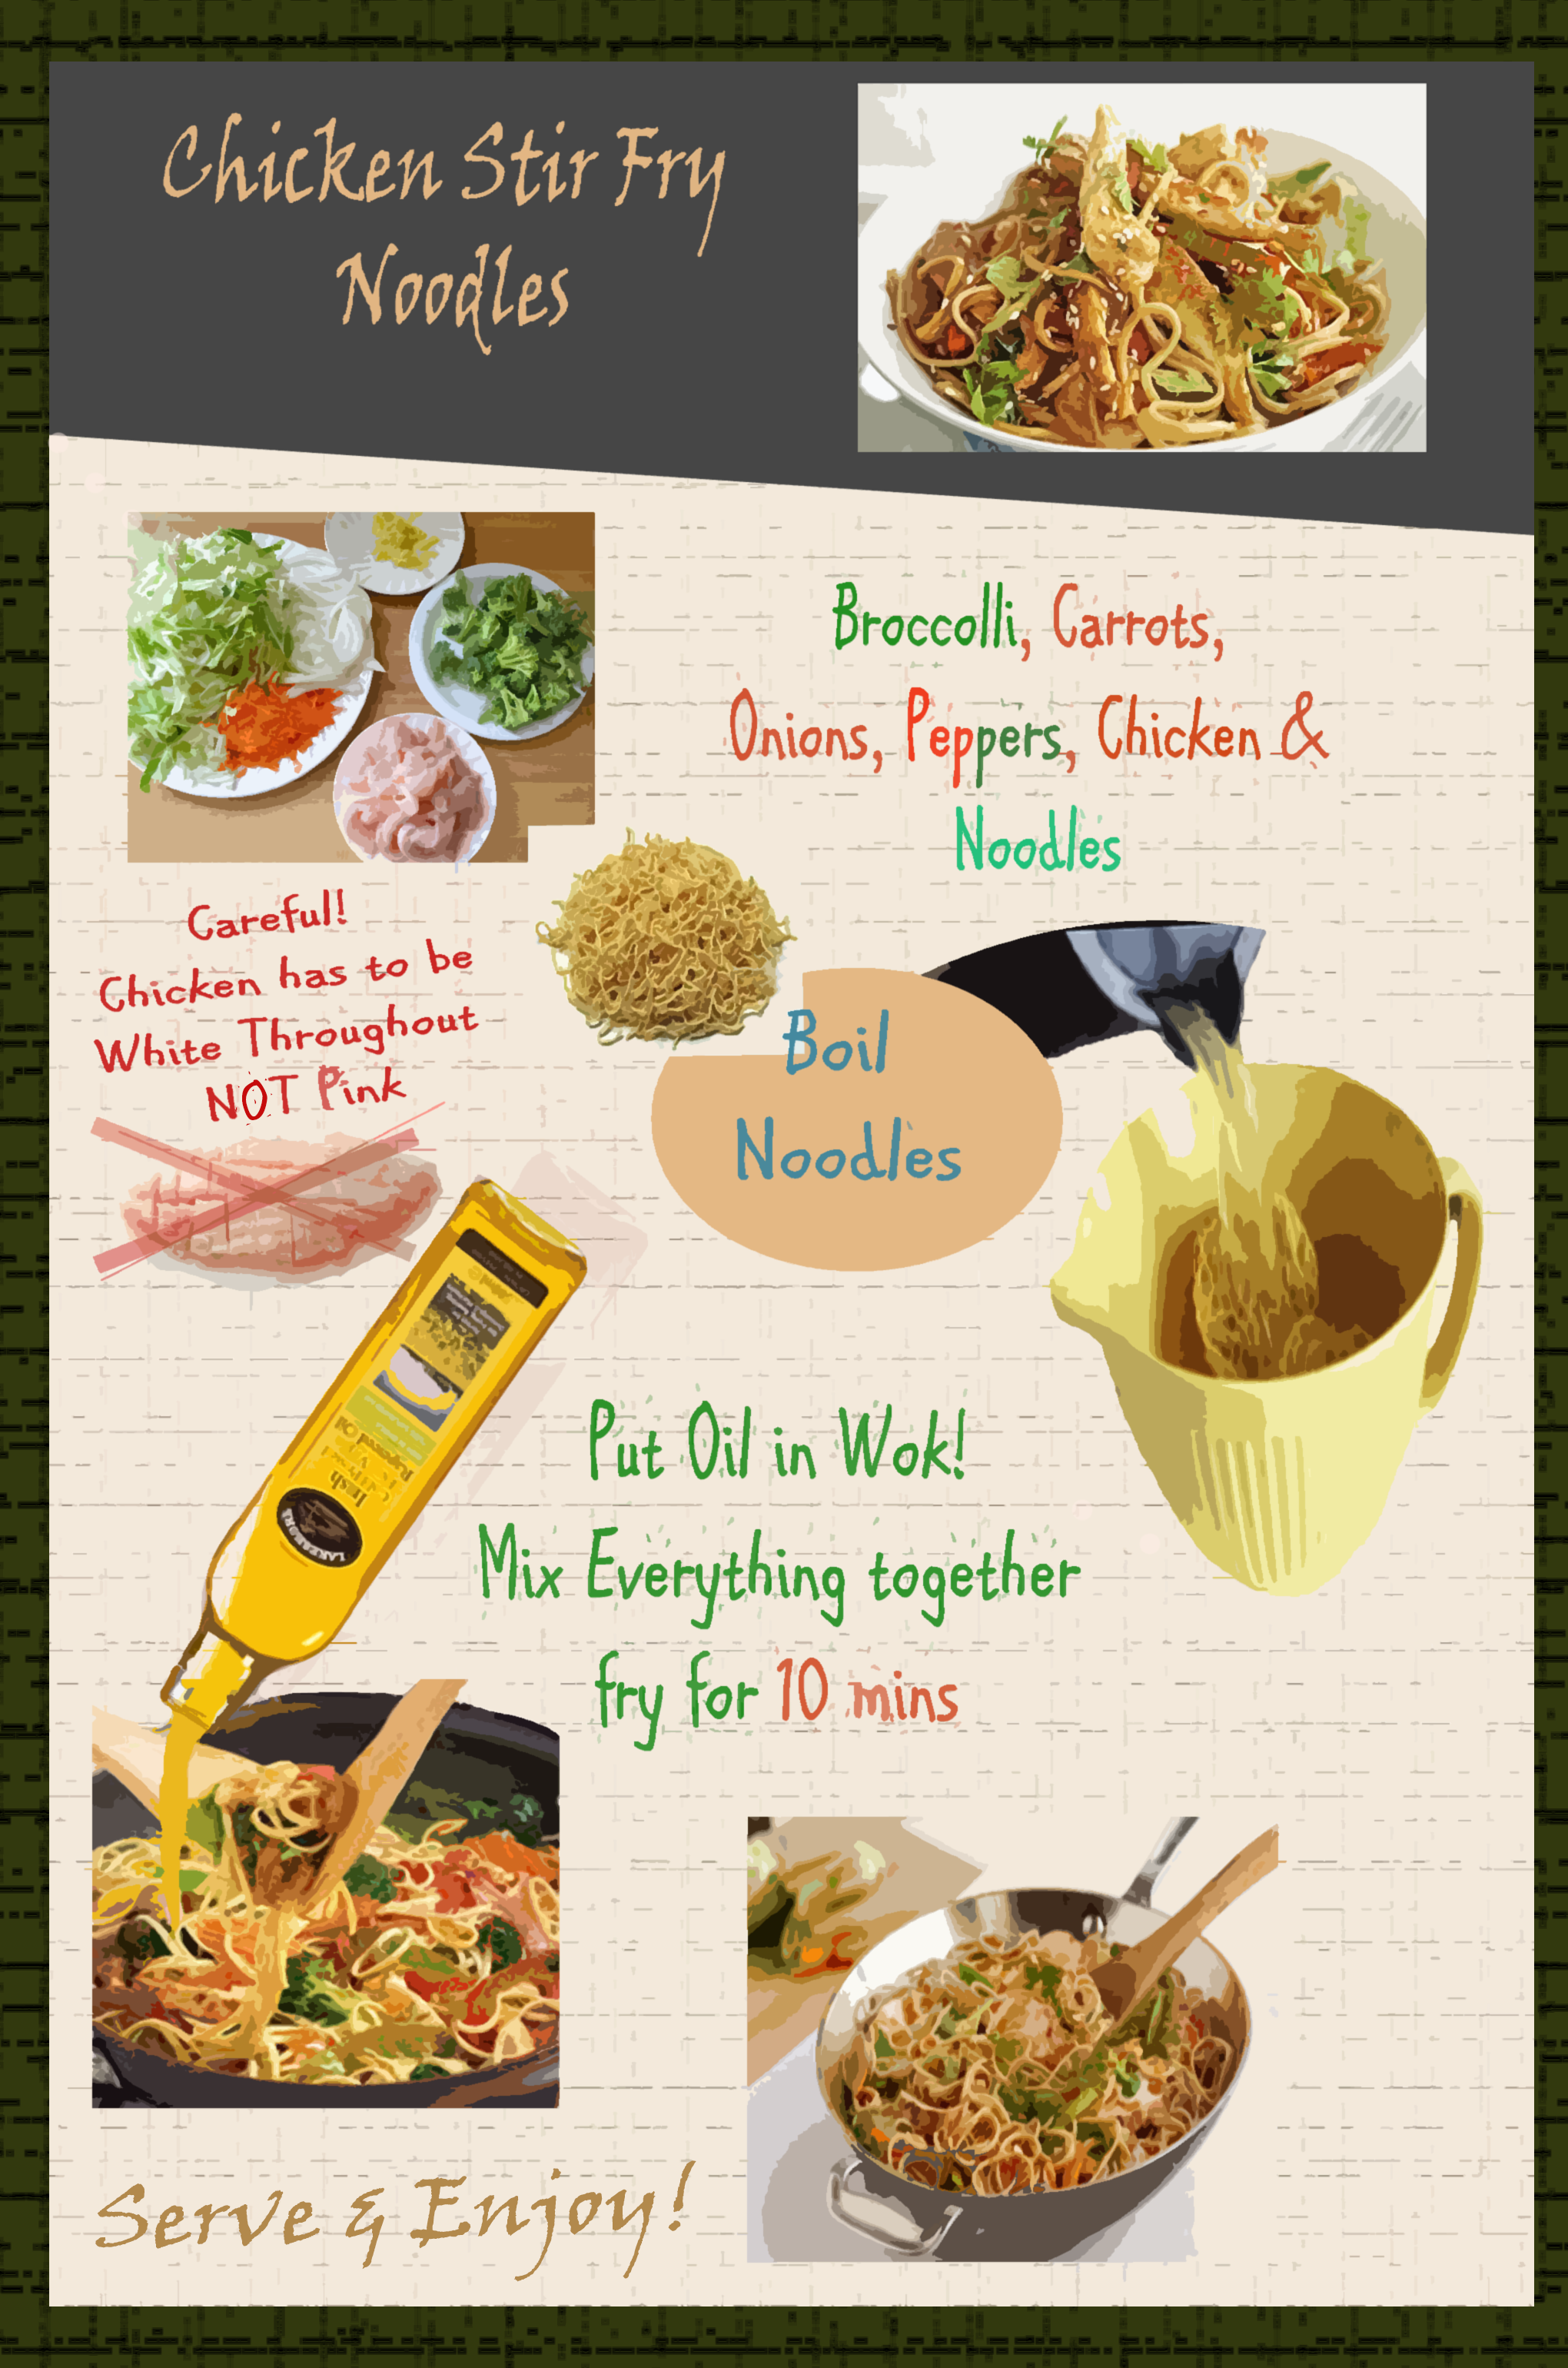 Chicken Stir Fry
Noodles
Broccolli, Carrots,
Onions, Peppers, Chicken &
Noodles
Careful!
Chicken has to be
White Throughout
NOT Pink
Boil
Noodles
Put Oil in Wok!
Mix Everything together
fry for 10 mins
Serve & Enjoy!